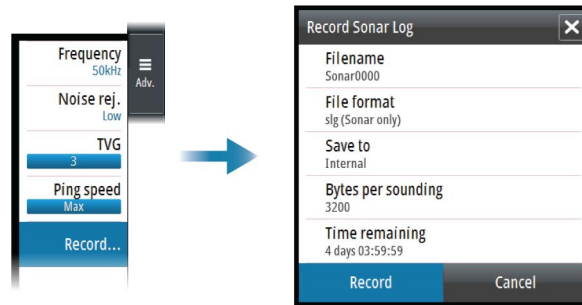 Frequency
50kHz
Noise rej.
Low
TVG
3
Ping speed
Max
Record...
Adv.
Record Sonar Log
Filename
Sonar0000
File format
slg (Sonar only)
Save to
Internal
Bytes per sounding
3200
Time remaining
4 days 03:59:59
Record
Cancel